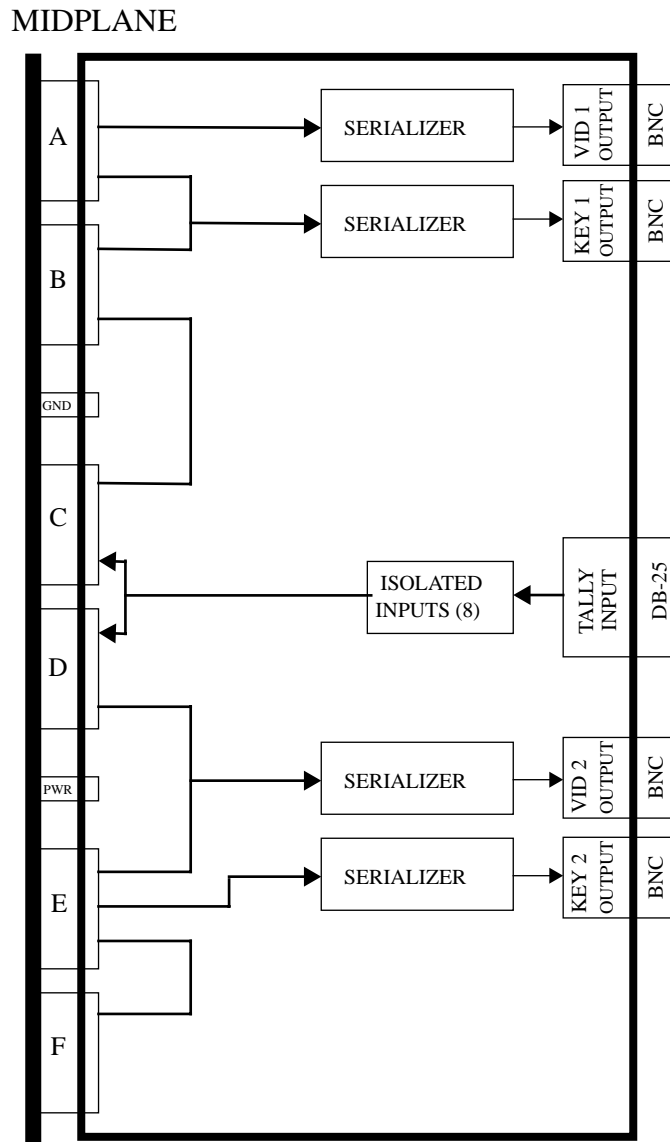 MIDPLANE
A
SERIALIZER
VID 1
OUTPUT
BNC
SERIALIZER
KEY 1
OUTPUT
BNC
B
GND
C
ISOLATED
INPUTS (8)
TALLY
INPUT
DB-25
D
PWR
SERIALIZER
VID 2
OUTPUT
BNC
E
SERIALIZER
KEY 2
OUTPUT
BNC
F